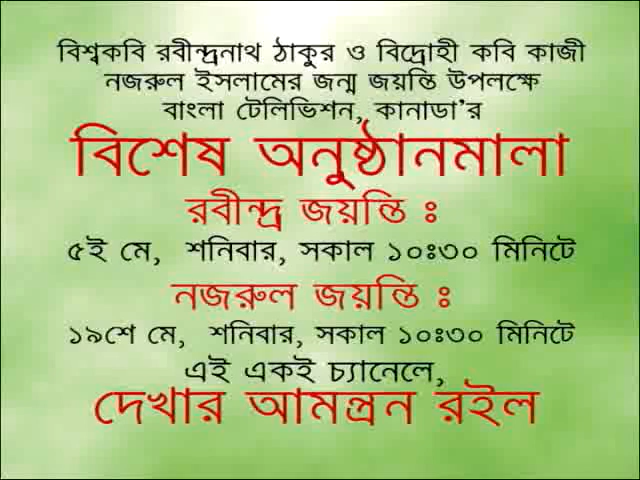 বিশ্বকবি রবীন্দ্রনাথ ঠাকুর ও বিদ্রোহী কবি কাজী
নজরুল ইসলামের জন্ম জয়ন্তি উপলক্ষে
বাংলা টেলিভিশন, কানাডা’র
বিশেষ অনুষ্ঠানমালা
রবীন্দ্র জয়ন্তি ঃ
৫ই মে, শনিবার, সকাল ১০ঃ৩০ মিনিটে
নজরুল জয়ন্তি ঃ
১৯শে মে, শনিবার, সকাল ১০ঃ৩০ মিনিটে
এই একই চ্যানেলে,
দেখার আমন্ত্রন রইল